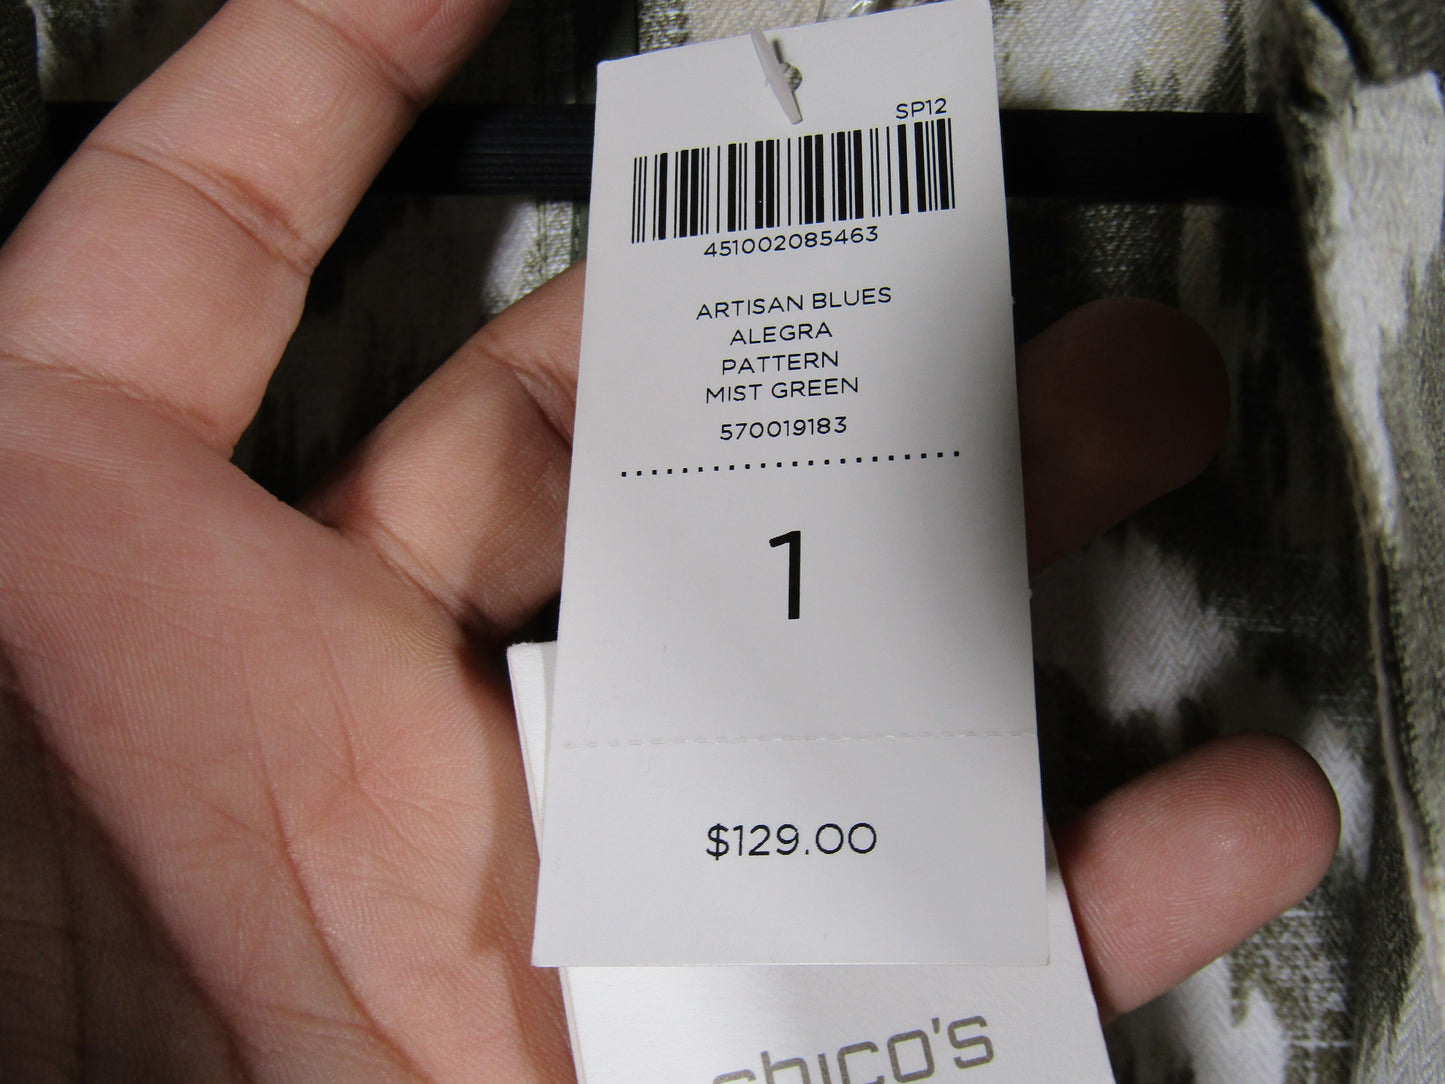 SP12
451002085463
ARTISAN BLUES
ALEGRA
PATTERN
MIST GREEN
570019183
1
$129.00
chico's